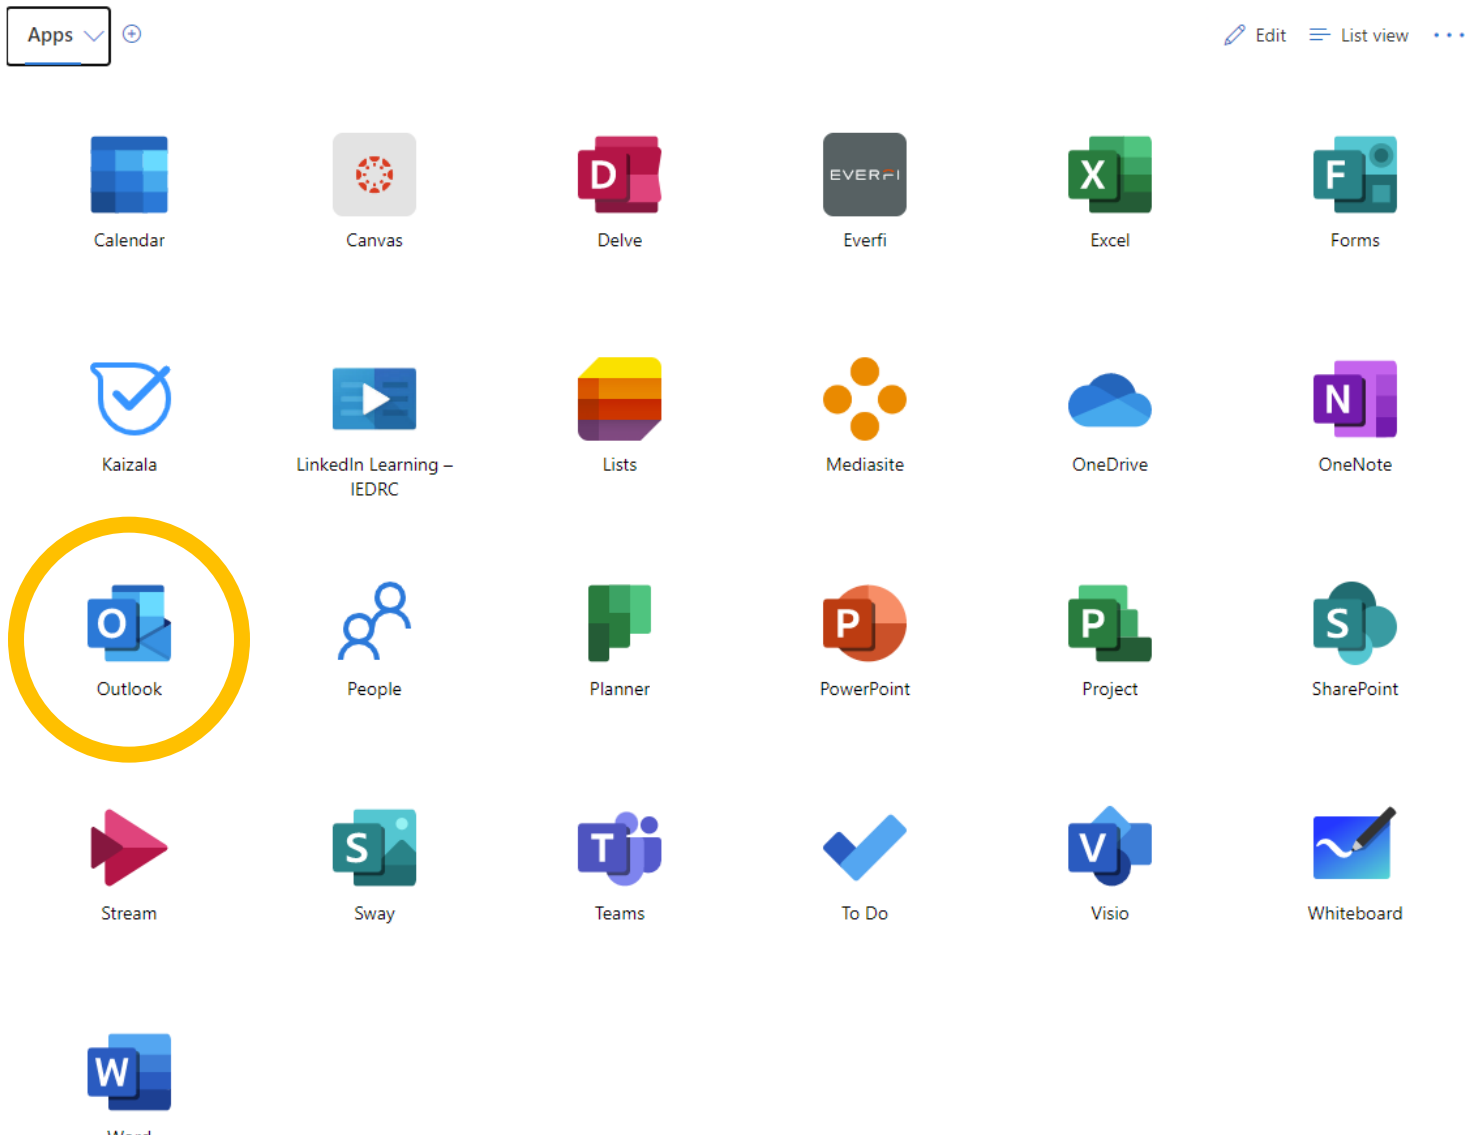 Apps
Edit
List view
EVERFI
Calendar
Canvas
D
Delve
Everfi
X
Excel
F
Forms
Kaizala
LinkedIn Learning –
IEDRC
Lists
Mediasite
OneDrive
N
OneNote
O
Outlook
People
Planner
P
PowerPoint
P
Project
S
SharePoint
Stream
S
Sway
T
Teams
To Do
V
Visio
Whiteboard
W
Word